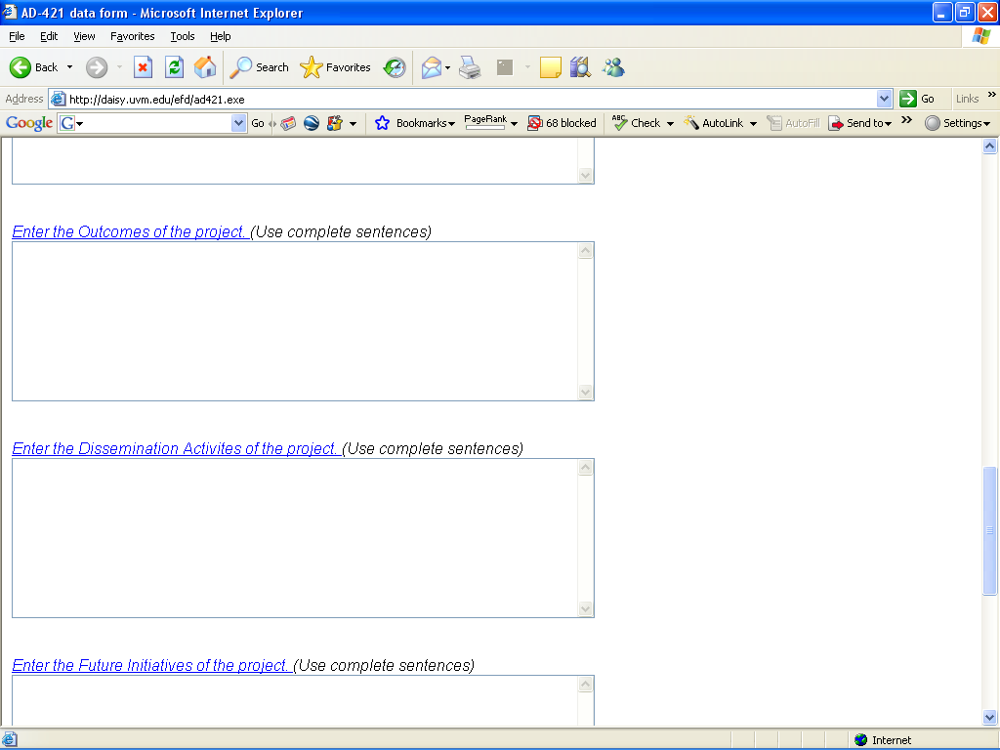 AD-421 data form - Microsoft Internet Explorer
File Edit View Favorites Tools Help
Back Search Favorites
Address http://daisy.uvm.edu/efd/ad421.exe Go Links »
Google G Go Bookmarks PageRank 68 blocked ABC Check AutoLink AutoFill Send to » Settings
Enter the Outcomes of the project. (Use complete sentences)
Enter the Dissemination Activites of the project. (Use complete sentences)
Enter the Future Initiatives of the project. (Use complete sentences)
Internet